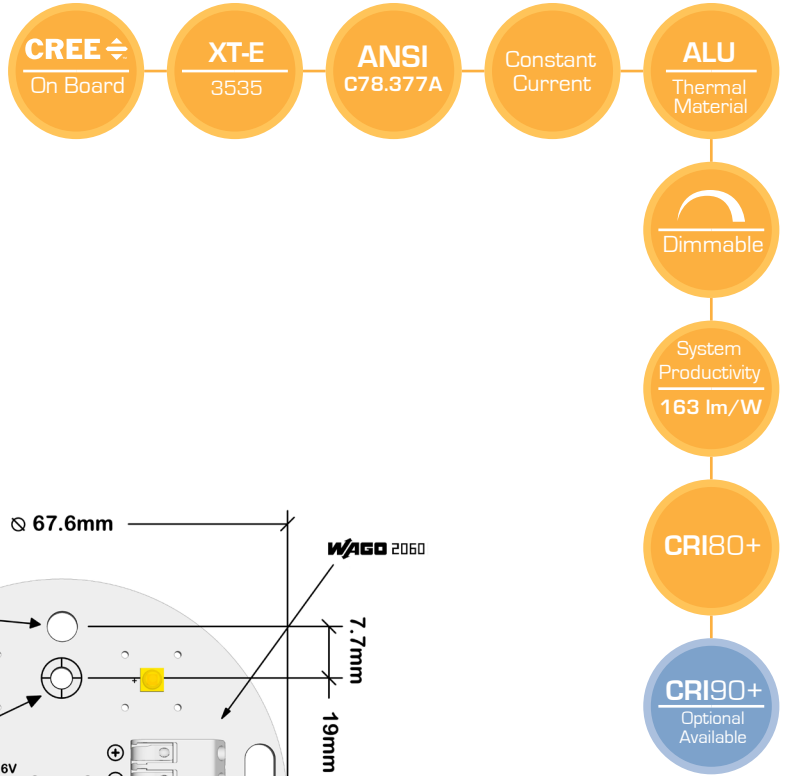 CREE
On Board
XT-E
3535
ANSI
C78.377A
Constant
Current
ALU
Thermal
Material
Dimmable
System
Productivity
163 lm/W
CRI80+
CRI90+
Optional
Available
⌀ 67.6mm
WAGO 2060
7.7mm
19mm
+
+
6V